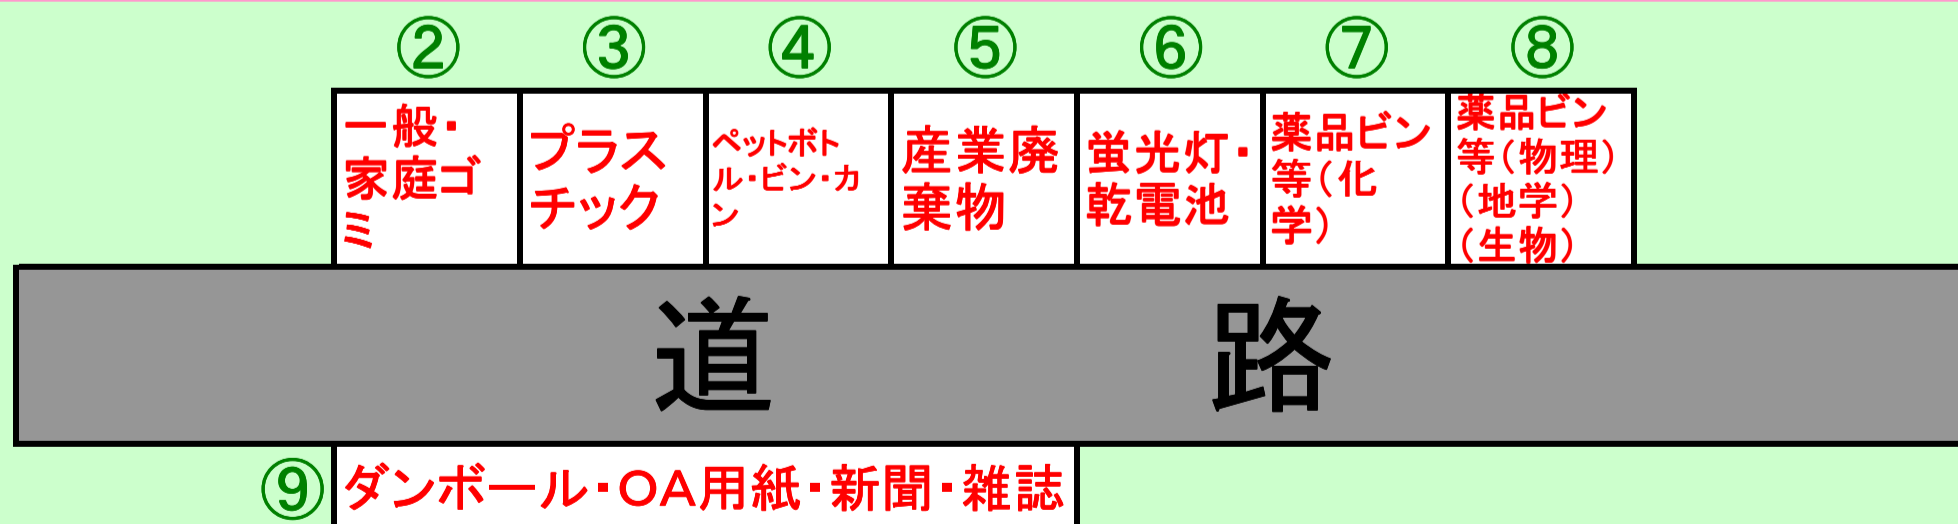 ② ③ ④ ⑤ ⑥ ⑦ ⑧
一般・
家庭ゴ
ミ
プラス
チック
ペットボト
ル・ビン・カ
ン
産業廃
棄物
蛍光灯・
乾電池
薬品ビン
等(化
学)
薬品ビン
等(物理)
(地学)
(生物)
道 路
⑨ ダンボール・OA用紙・新聞・雑誌